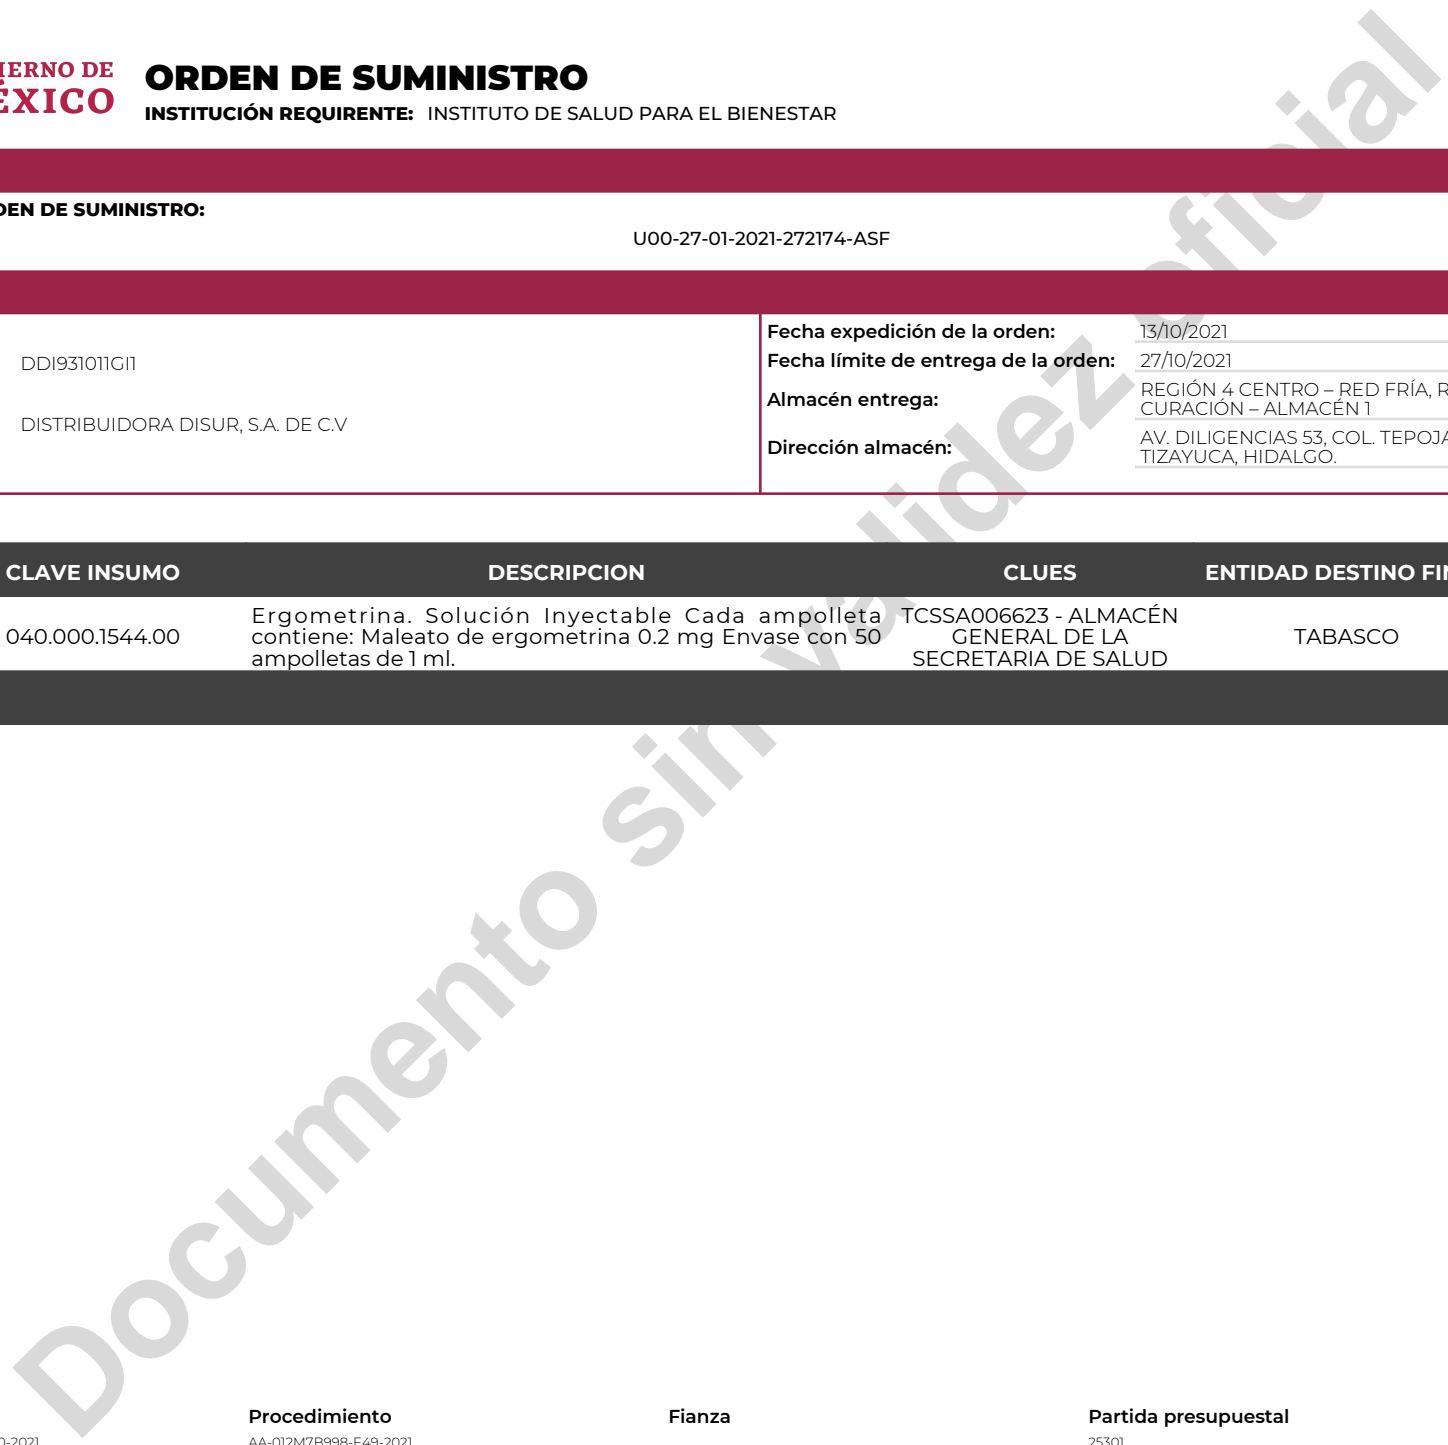 ORDEN DE SUMINISTRO
INSTITUCIÓN REQUIRENTE: INSTITUTO DE SALUD PARA EL BIENESTAR
DE
DE SUMINISTRO:
U00-27-01-2021-272174-ASF
DDI931011GI1
DISTRIBUIDORA DISUR, S.A. DE C.V
Fecha expedición de la orden: 13/10/2021
Fecha límite de entrega de la orden: 27/10/2021
Almacén entrega: REGIÓN 4 CENTRO – RED FRÍA,
CURACIÓN – ALMACÉN 1
Dirección almacén: AV. DILIGENCIAS 53, COL.
TIZAYUCA, HIDALGO.
CLAVE INSUMO DESCRIPCION CLUES ENTIDAD DESTINO
040.000.1544.00
Ergometrina. Solución Inyectable Cada ampolleta
contiene: Maleato de ergometrina 0.2 mg Envase con 50
ampolletas de 1 ml.
TCSSA006623 - ALMACÉN
GENERAL DE LA
SECRETARIA DE SALUD
TABASCO
Documento sin validez oficial
Procedimiento Fianza Partida presupuestal
AA-012M7B998-E49-2021 25301